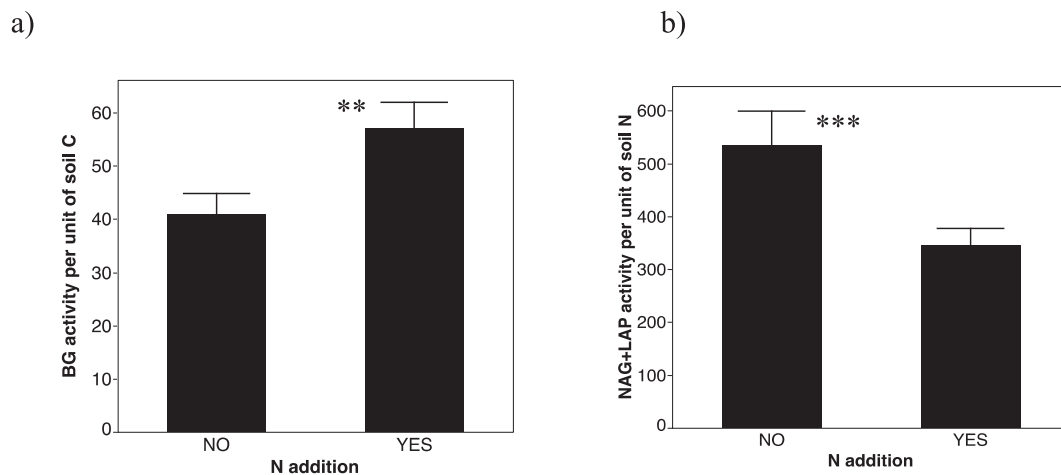 a)
BG activity per unit of soil C
60
50
40
30
20
10
0
**
NO YES
N addition
b)
NAG+LAP activity per unit of soil N
600
500
400
300
200
100
0
***
NO YES
N addition